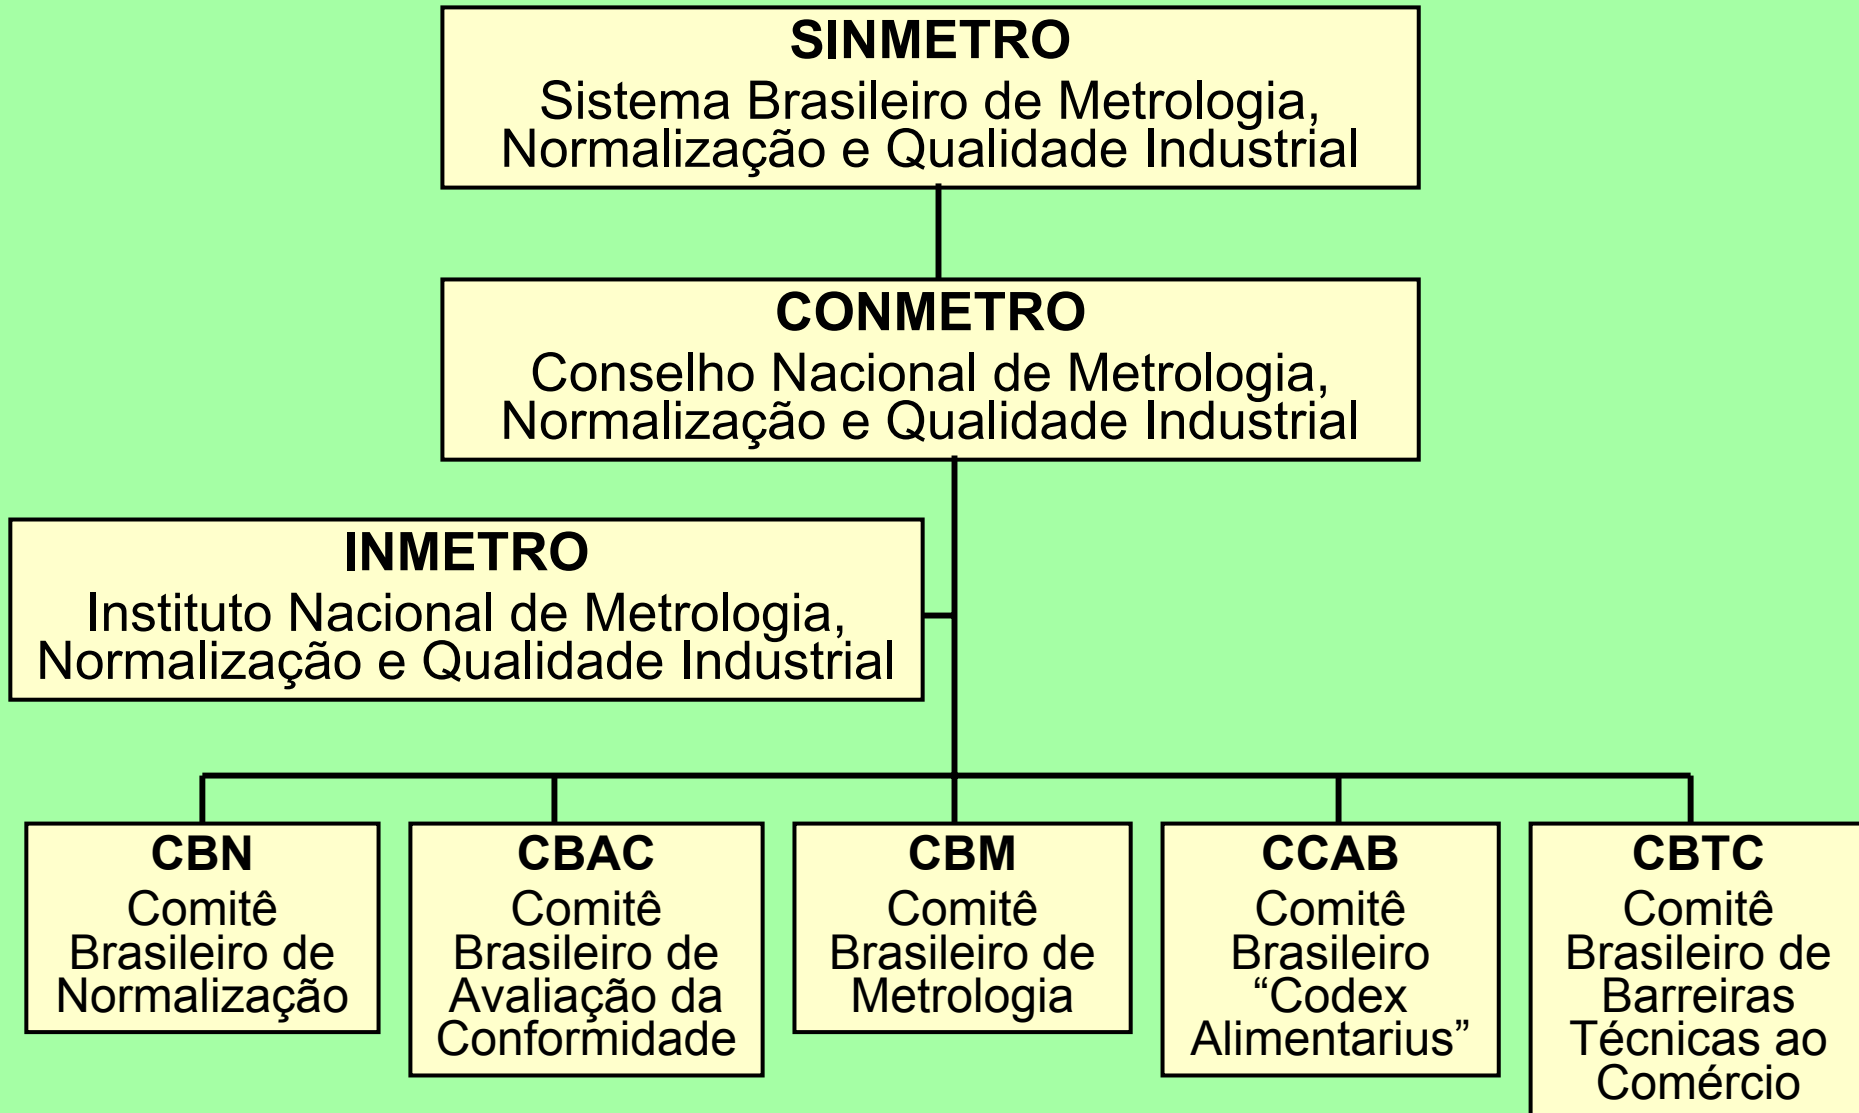 SINMETRO
Sistema Brasileiro de Metrologia,
Normalização e Qualidade Industrial
CONMETRO
Conselho Nacional de Metrologia,
Normalização e Qualidade Industrial
INMETRO
Instituto Nacional de Metrologia,
Normalização e Qualidade Industrial
CBN
Comitê
Brasileiro de
Normalização
CBAC
Comitê
Brasileiro de
Avaliação da
Conformidade
CBM
Comitê
Brasileiro de
Metrologia
CCAB
Comitê
Brasileiro
“Codex
Alimentarius”
CBTC
Comitê
Brasileiro de
Barreiras
Técnicas ao
Comércio